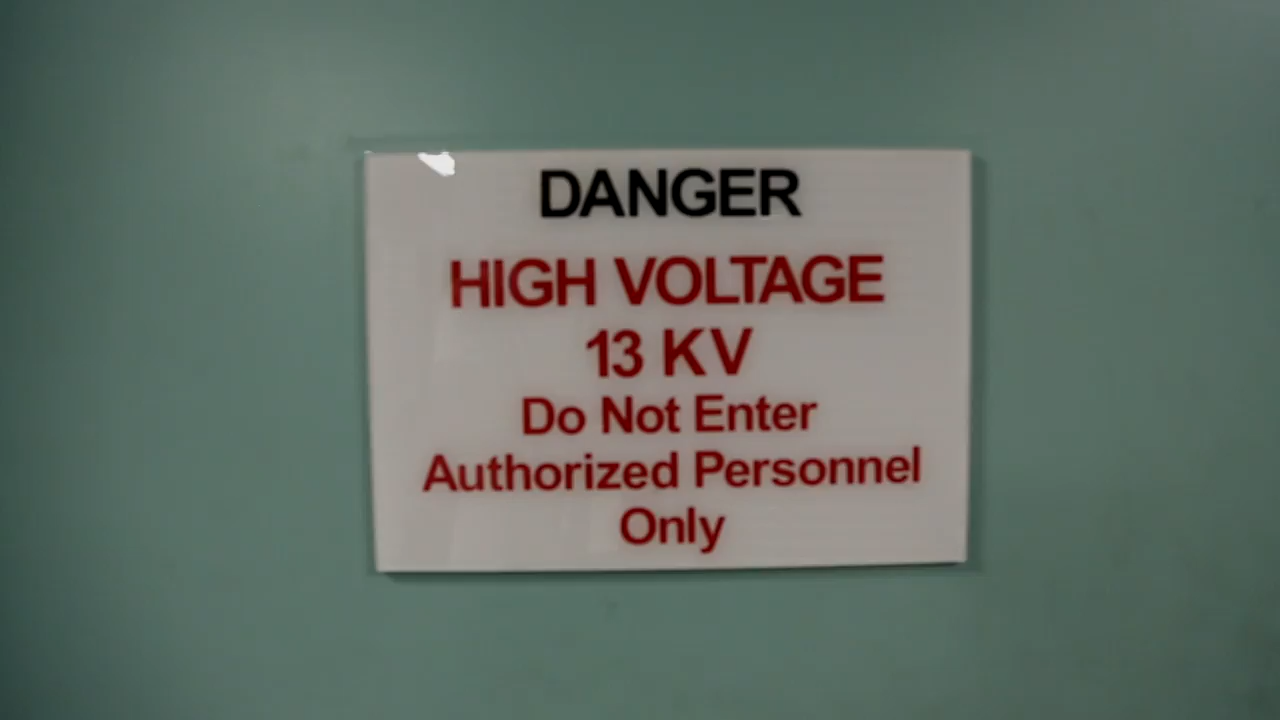 DANGER
HIGH VOLTAGE
13 KV
Do Not Enter
Authorized Personnel
Only